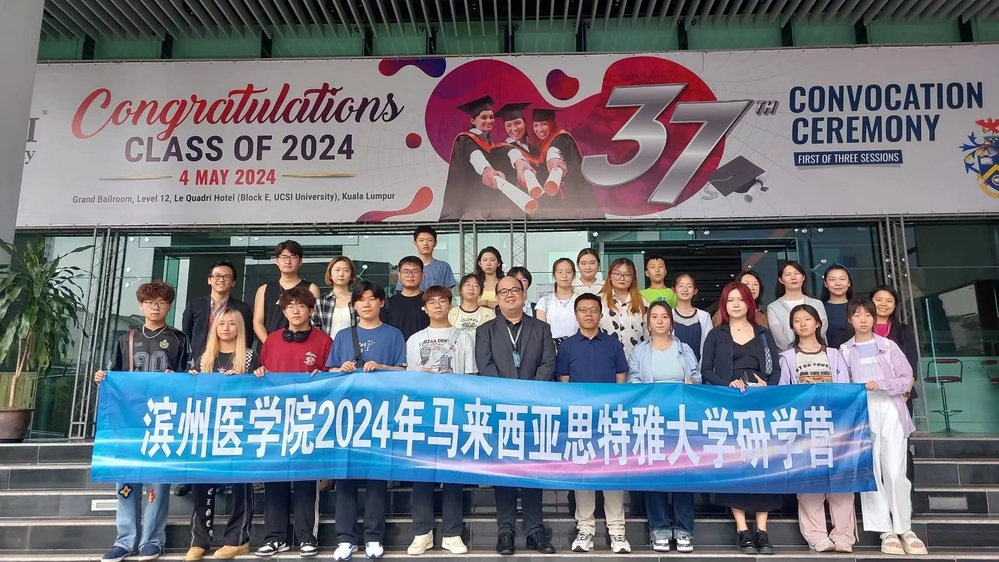 Congratulations
CLASS OF 2024
4 MAY 2024
Grand Ballroom, Level 12, Le Quadri Hotel (Block E, UCSI University), Kuala Lumpur
37TH
CONVOCATION
CEREMONY
FIRST OF THREE SESSIONS
滨州医学院2024年马来西亚思特雅大学研学营